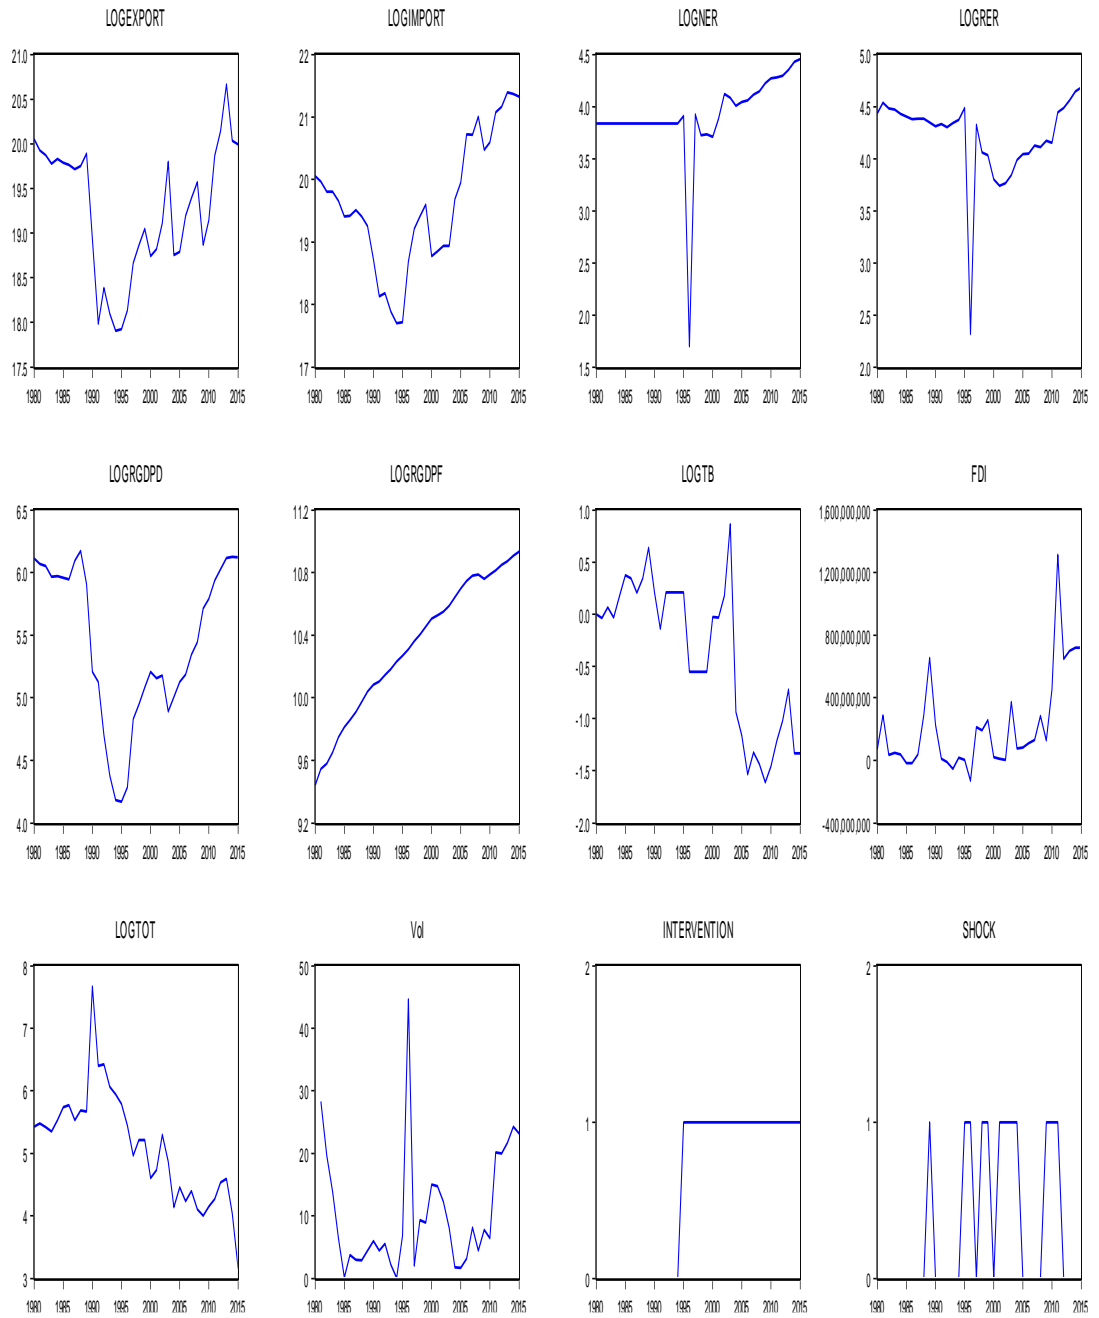 LOGEXPORT
21.0
20.5
20.0
19.5
19.0
18.5
18.0
17.5
1980 1985 1990 1995 2000 2005 2010 2015
LOGIMPORT
22
21
20
19
18
17
1980 1985 1990 1995 2000 2005 2010 2015
LOGNER
4.5
4.0
3.5
3.0
2.5
2.0
1.5
1980 1985 1990 1995 2000 2005 2010 2015
LOGRER
5.0
4.5
4.0
3.5
3.0
2.5
2.0
1980 1985 1990 1995 2000 2005 2010 2015
LOGRGDPD
6.5
6.0
5.5
5.0
4.5
4.0
1980 1985 1990 1995 2000 2005 2010 2015
LOGRGDPF
11.2
10.8
10.4
10.0
9.6
9.2
1980 1985 1990 1995 2000 2005 2010 2015
LOGTB
1.0
0.5
0.0
-0.5
-1.0
-1.5
-2.0
1980 1985 1990 1995 2000 2005 2010 2015
FDI
1,600,000,000
1,200,000,000
800,000,000
400,000,000
0
-400,000,000
1980 1985 1990 1995 2000 2005 2010 2015
LOGTOT
8
7
6
5
4
3
1980 1985 1990 1995 2000 2005 2010 2015
Vol
50
40
30
20
10
0
1980 1985 1990 1995 2000 2005 2010 2015
INTERVENTION
2
1
0
1980 1985 1990 1995 2000 2005 2010 2015
SHOCK
2
1
0
1980 1985 1990 1995 2000 2005 2010 2015